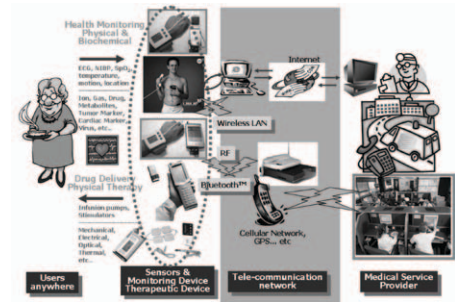 Health Monitoring
Physical &
Biochemical
ECG, NIBP, SpO2,
temperature,
motion, location
Ion, Gas, Drug,
Metabolites,
Tumor Marker,
Cardiac Marker,
Virus, etc...
Drug Delivery
Physical Therapy
Infusion pumps,
Stimulators
Mechanical,
Electrical,
Optical,
Thermal,
etc...
Internet
Wireless LAN
RF
Bluetooth™
Cellular Network,
GPS... etc
Users
anywhere
Sensors &
Monitoring Device
Therapeutic Device
Tele-communication
network
Medical Service
Provider